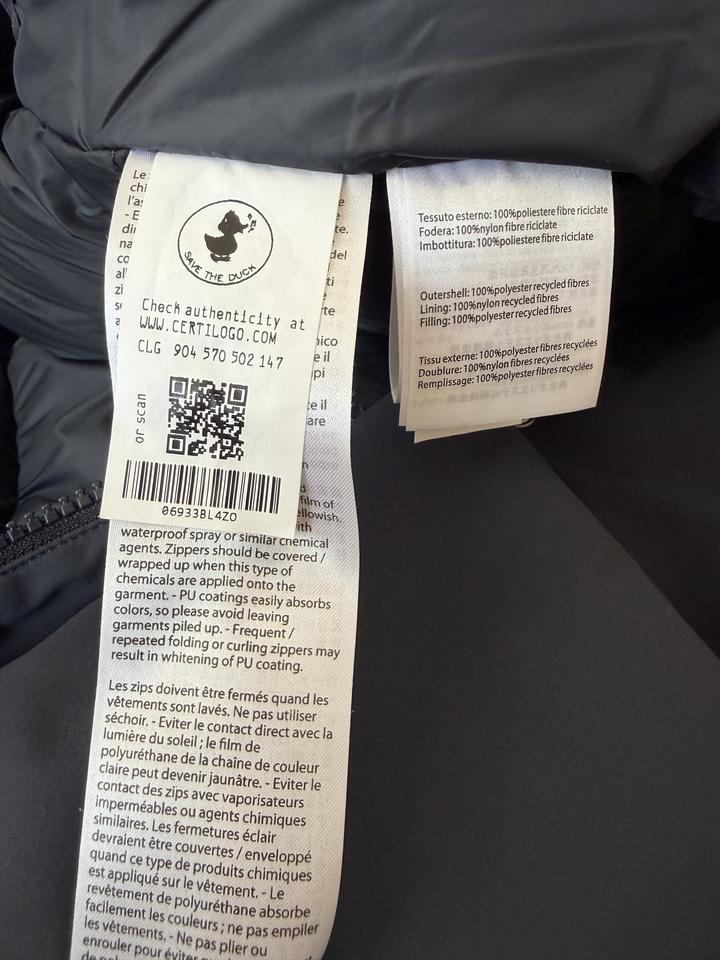 SAVE THE DUCK
Check authenticity at
WWW.CERTILOGO.COM
CLG 904 570 502 147
or scan
06933BL4Z0
waterproof spray or similar chemical
agents. Zippers should be covered /
wrapped up when this type of
chemicals are applied onto the
garment. - PU coatings easily absorbs
colors, so please avoid leaving
garments piled up. - Frequent /
repeated folding or curling zippers may
result in whitening of PU coating.
Les zips doivent être fermés quand les
vêtements sont lavés. Ne pas utiliser
séchoir. - Eviter le contact direct avec la
lumière du soleil ; le film de
polyuréthane de la chaîne de couleur
claire peut devenir jaunâtre. - Eviter le
contact des zips avec vaporisateurs
imperméables ou agents chimiques
similaires. Les fermetures éclair
devraient être couvertes / enveloppé
quand ce type de produits chimiques
est appliqué sur le vêtement. - Le
revêtement de polyuréthane absorbe
facilement les couleurs ; ne pas empiler
les vêtements. - Ne pas plier ou
enrouler pour éviter
Tessuto esterno: 100%poliestere fibre riciclate
Fodera: 100%nylon fibre riciclate
Imbottitura: 100%poliestere fibre riciclate
Outershell: 100%polyester recycled fibres
Lining: 100%nylon recycled fibres
Filling: 100%polyester recycled fibres
Tissu externe: 100%polyester fibres recyclées
Doublure: 100%nylon fibres recyclées
Remplissage: 100%polyester fibres recyclées